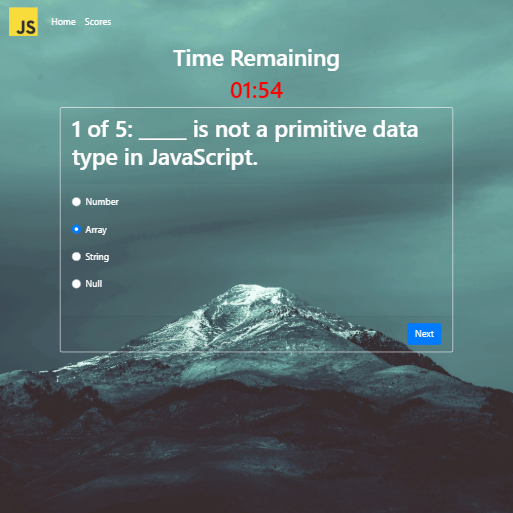 JS
Home Scores
Time Remaining
01:54
1 of 5: _____ is not a primitive data
type in JavaScript.
Number
Array
String
Null
Next